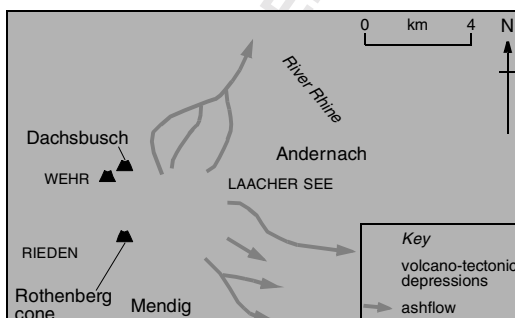 0 km 4
N
River Rhine
Dachsbusch
Andernach
WEHR
LAACHER SEE
Key
RIEDEN
volcano-tectonic
depressions
Rothenberg
cone
Mendig
ashflow